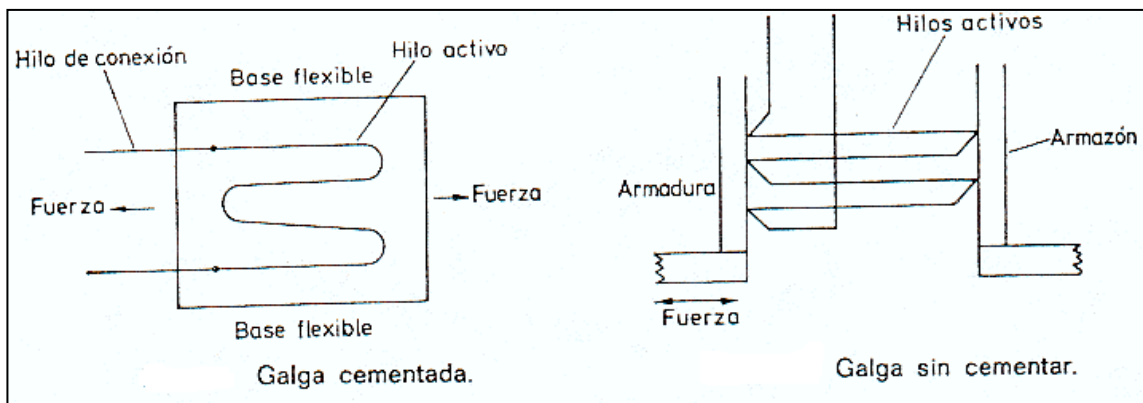 Hilo de conexión
Hilo activo
Base flexible
Fuerza
Fuerza
Base flexible
Galga cementada.
Hilos activos
Armazón
Armadura
Fuerza
Galga sin cementar.